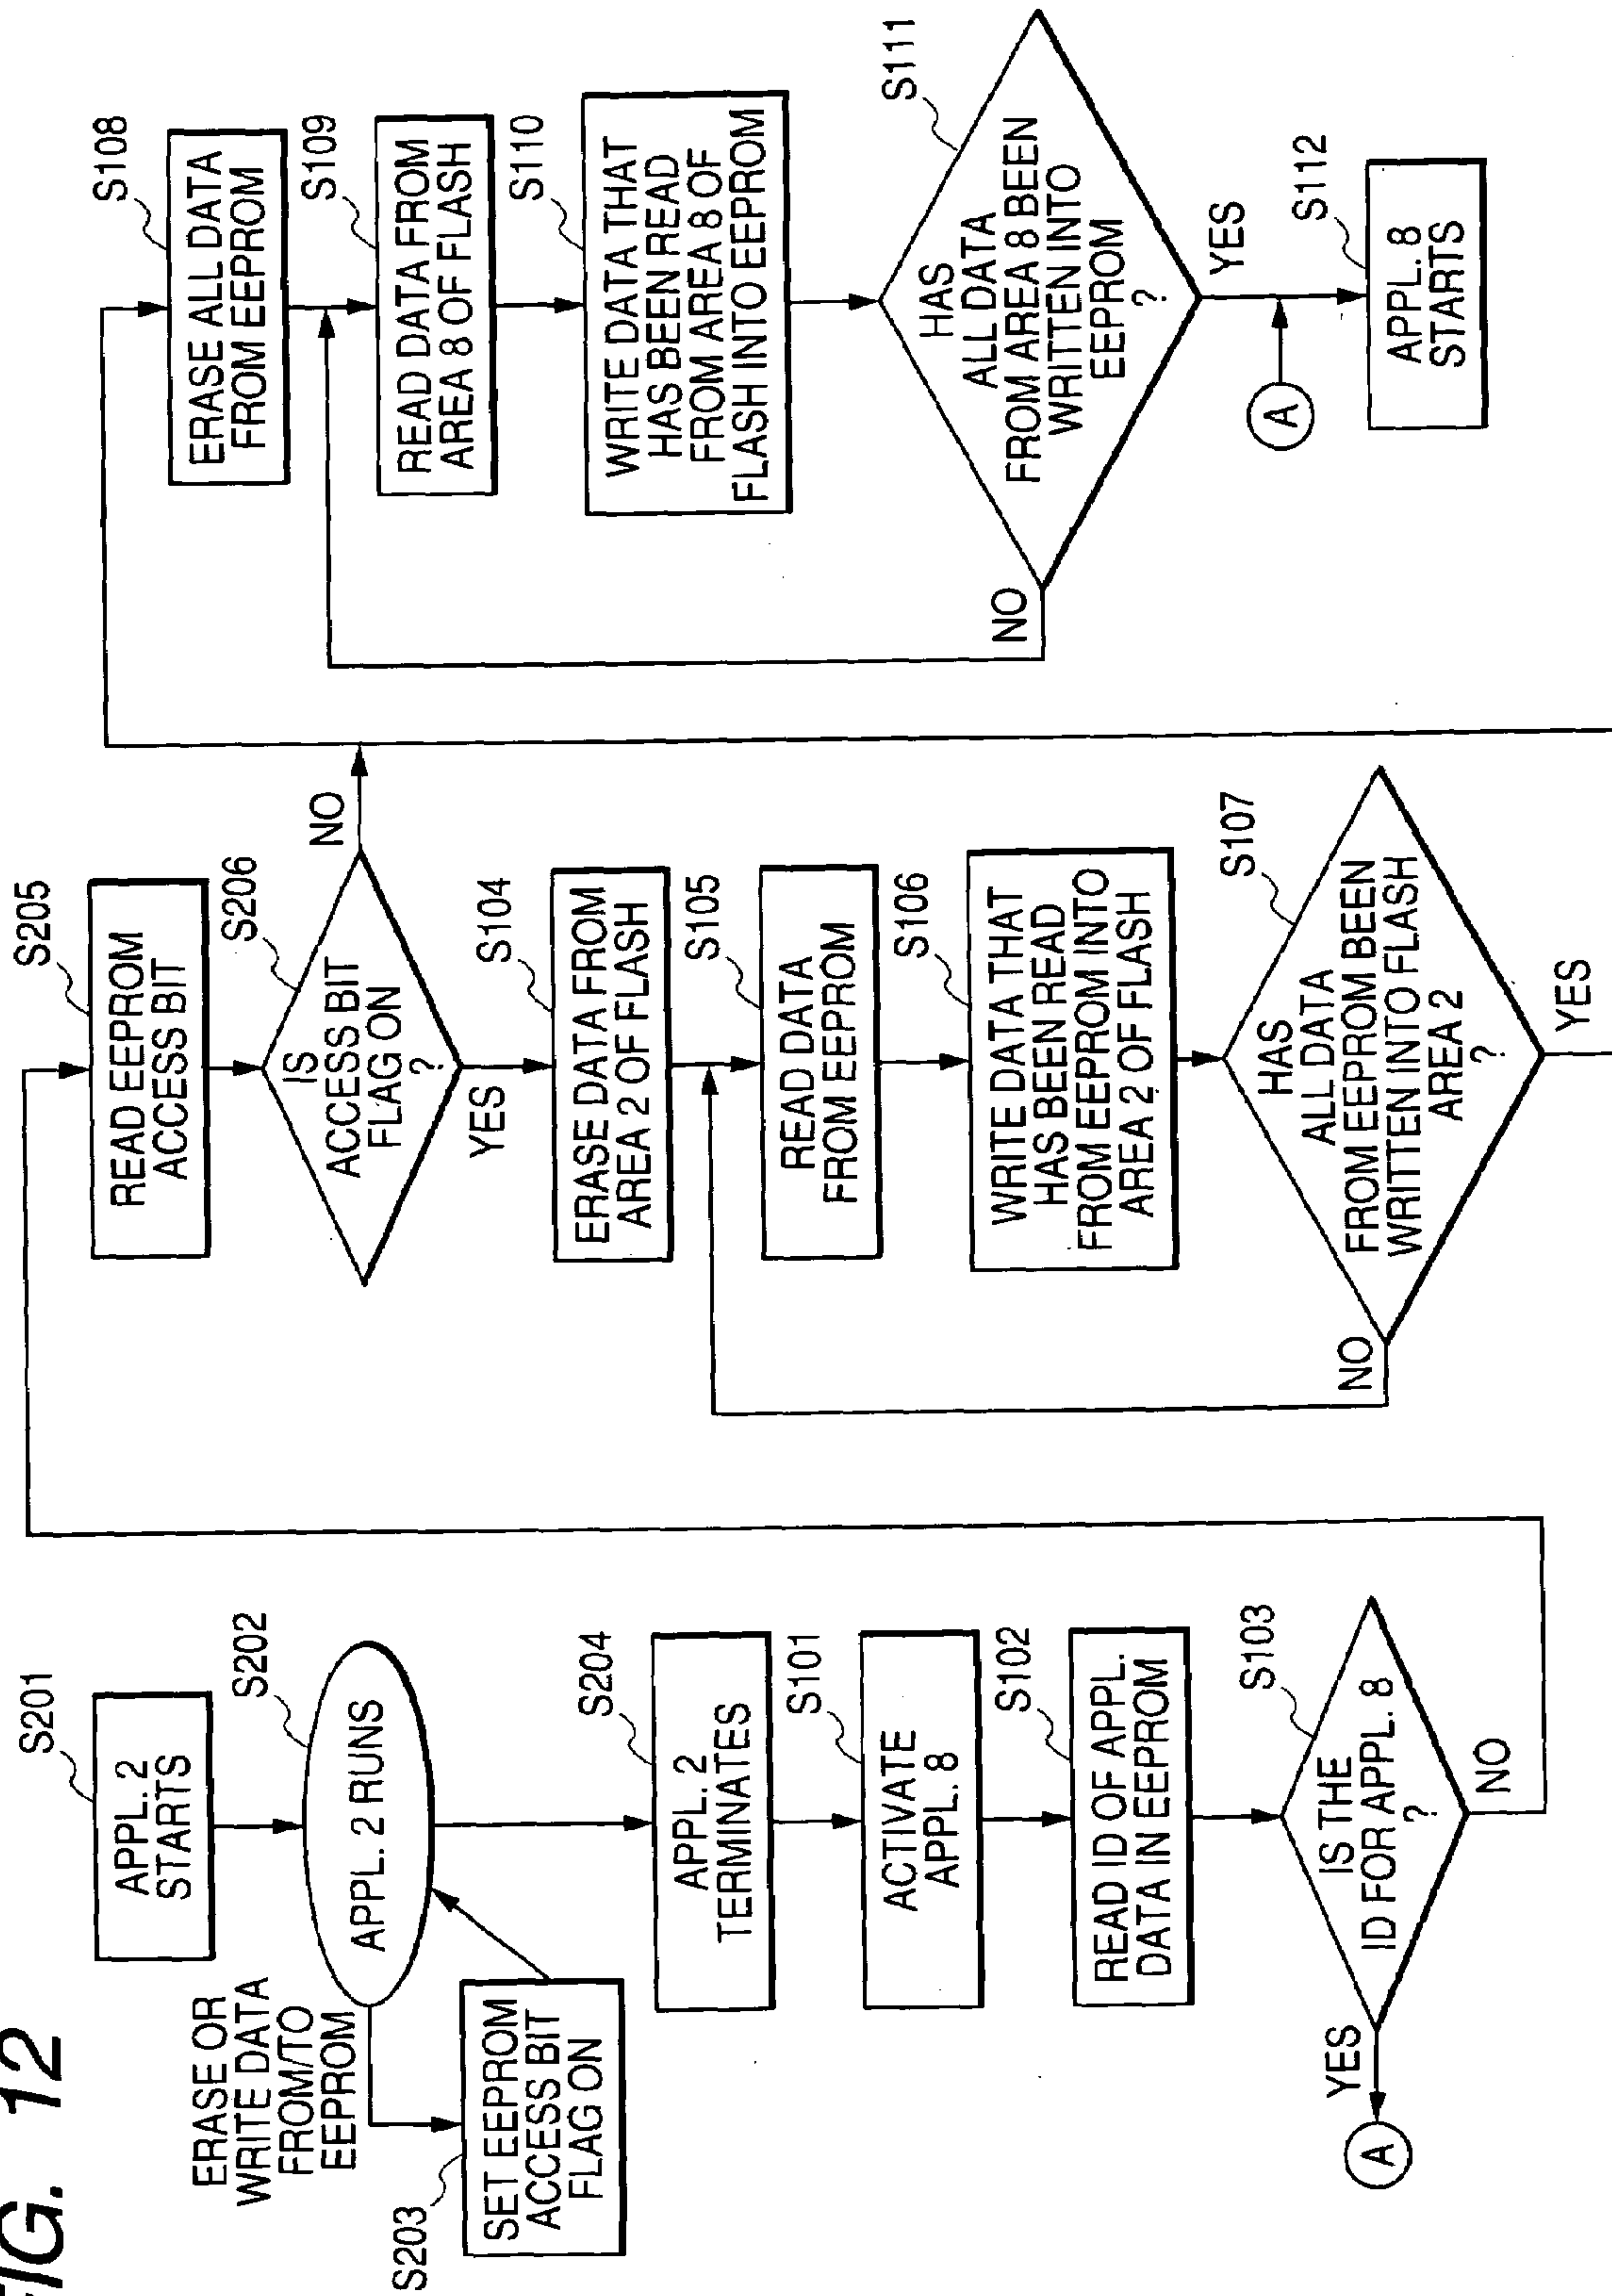 FIG. 12
S201
APPL. 2
STARTS
S202
APPL. 2 RUNS
ERASE OR
WRITE DATA
FROM/TO
EEPROM
S203
SET EEPROM
ACCESS BIT
FLAG ON
S204
APPL. 2
TERMINATES
S101
ACTIVATE
APPL. 8
S102
READ ID OF APPL.
DATA IN EEPROM
S103
IS THE
ID FOR APPL. 8
?
YES
A
NO
S205
READ EEPROM
ACCESS BIT
S206
IS
ACCESS BIT
FLAG ON
?
NO
YES
S104
ERASE DATA FROM
AREA 2 OF FLASH
S105
READ DATA
FROM EEPROM
S106
WRITE DATA THAT
HAS BEEN READ
FROM EEPROM INTO
AREA 2 OF FLASH
S107
HAS
ALL DATA
FROM EEPROM BEEN
WRITTEN INTO FLASH
AREA 2
?
NO
YES
S108
ERASE ALL DATA
FROM EEPROM
S109
READ DATA FROM
AREA 8 OF FLASH
S110
WRITE DATA THAT
HAS BEEN READ
FROM AREA 8 OF
FLASH INTO EEPROM
S111
HAS
ALL DATA
FROM AREA 8 BEEN
WRITTEN INTO
EEPROM
?
NO
YES
A
S112
APPL. 8
STARTS